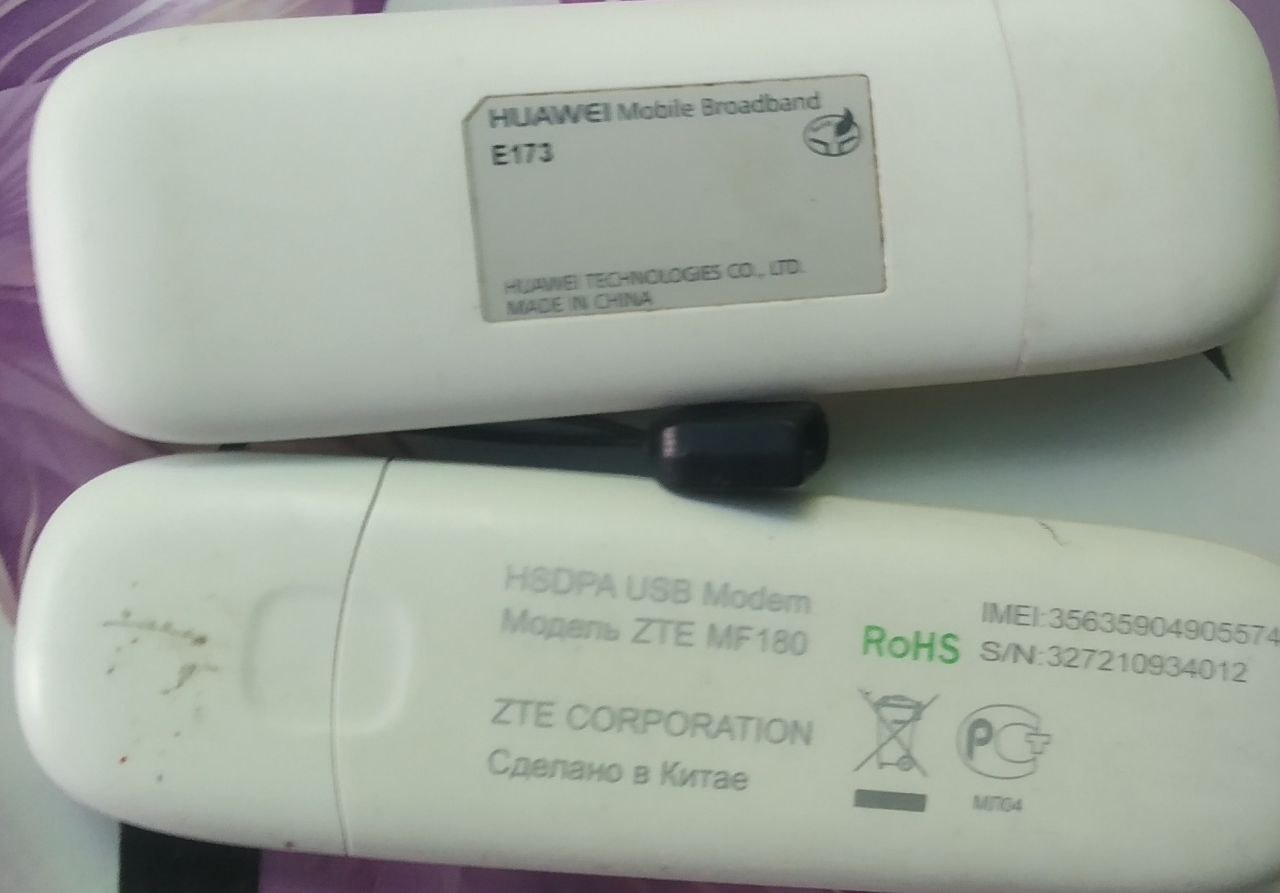 HUAWEI Mobile Broadband
E173
HUAWEI TECHNOLOGIES CO., LTD.
MADE IN CHINA
HSDPA USB Modem
Модель ZTE MF180
ZTE CORPORATION
Сделано в Китае
RoHS
IMEI:35635904905574
S/N:327210934012
МЛ04